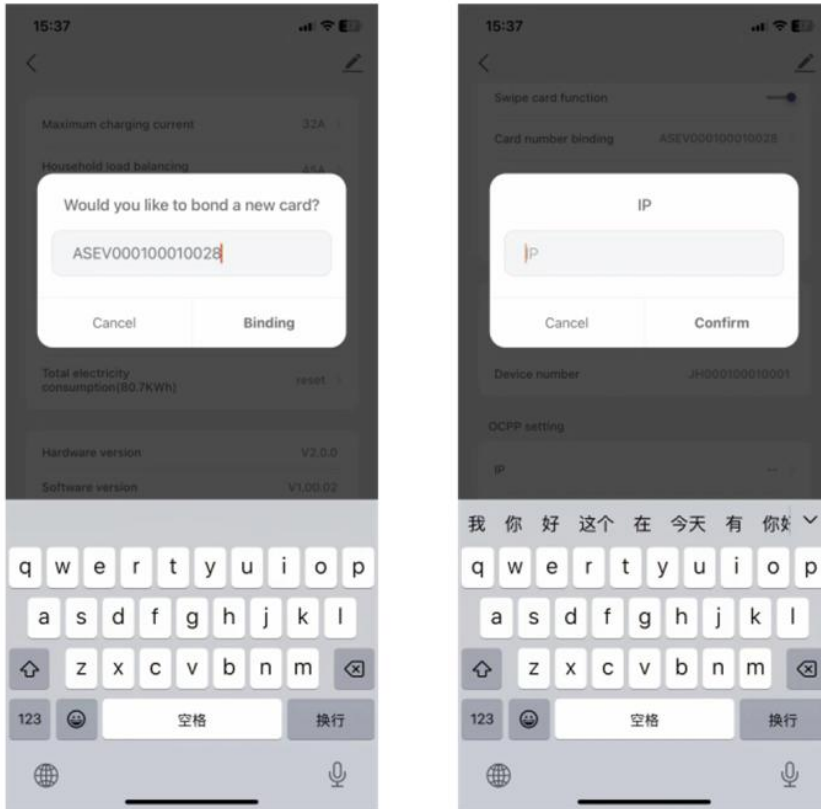 15:37
Maximum charging current 32A
Household load balancing 45A
Would you like to bond a new card?
ASEV000100010028
Cancel Binding
Total electricity
consumption(80.7KWh) reset
Hardware version V2.0.0
Software version V1.00.02
q w e r t y u i o p
a s d f g h j k l
z x c v b n m
123 空格 换行
15:37
Swipe card function
Card number binding ASEV000100010028
IP
IP
Cancel Confirm
Device number JH000100010001
OCPP setting
IP --
我 你 好 这个 在 今天 有 你好
q w e r t y u i o p
a s d f g h j k l
z x c v b n m
123 空格 换行